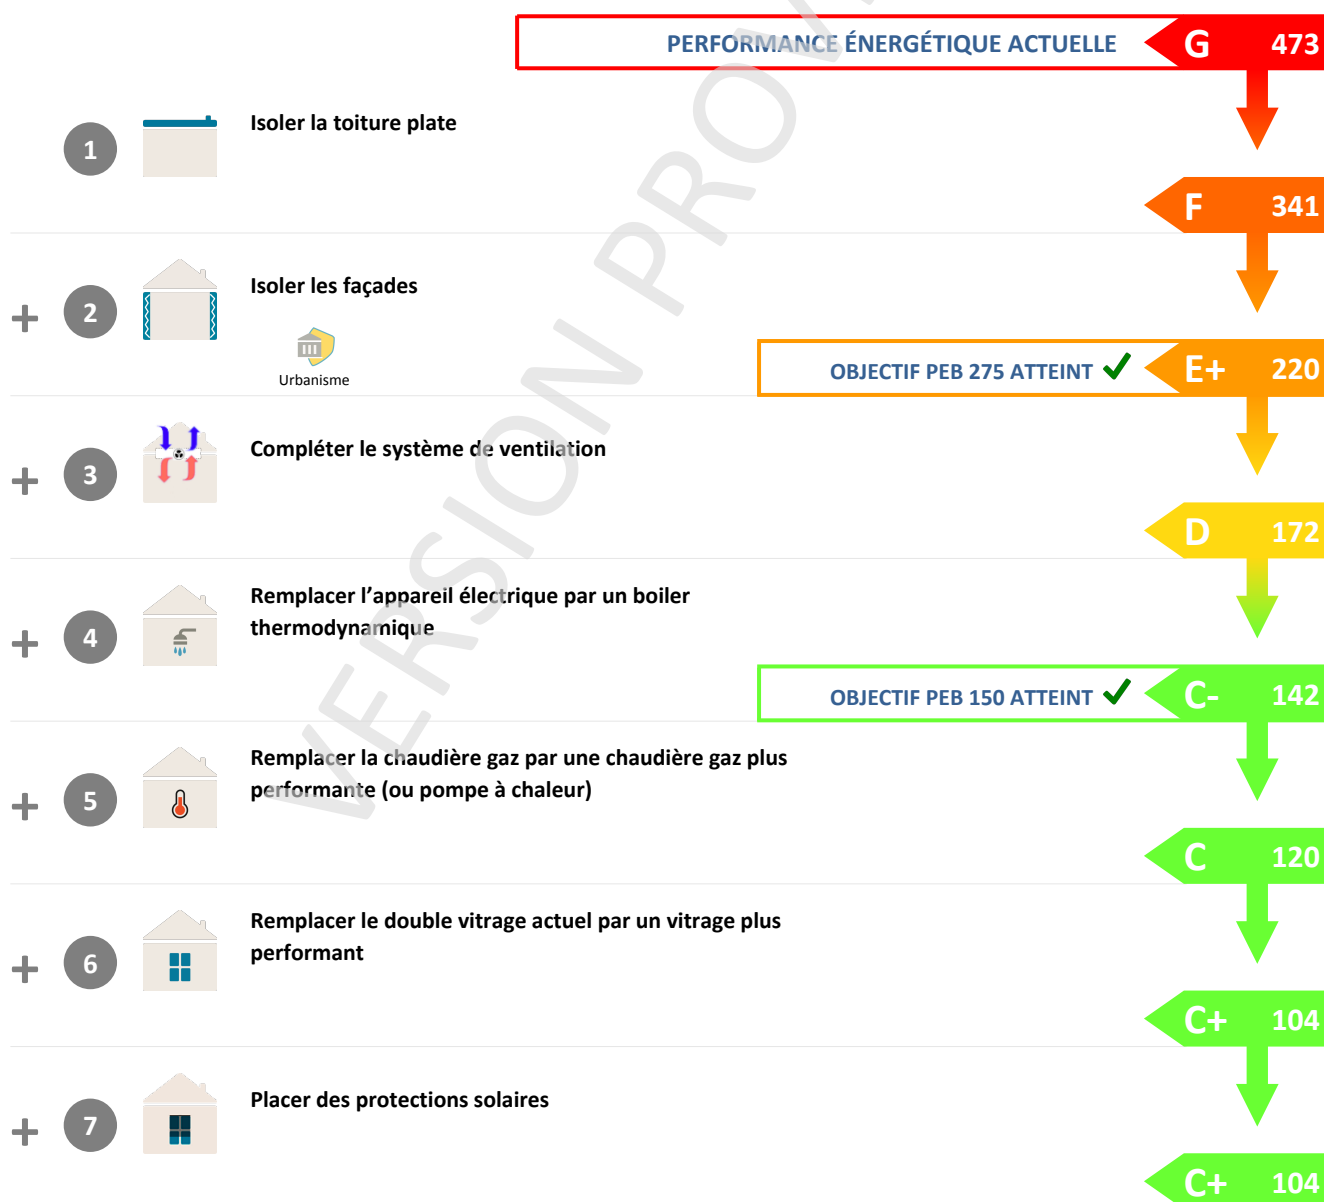 PERFORMANCE ÉNERGÉTIQUE ACTUELLE G 473
1 Isoler la toiture plate
F 341
+ 2 Isoler les façades
Urbanisme
OBJECTIF PEB 275 ATTEINT ✓ E+ 220
+ 3 Compléter le système de ventilation
D 172
+ 4 Remplacer l’appareil électrique par un boiler
thermodynamique
OBJECTIF PEB 150 ATTEINT ✓ C- 142
+ 5 Remplacer la chaudière gaz par une chaudière gaz plus
performante (ou pompe à chaleur)
C 120
+ 6 Remplacer le double vitrage actuel par un vitrage plus
performant
C+ 104
+ 7 Placer des protections solaires
C+ 104
VERSION PROV